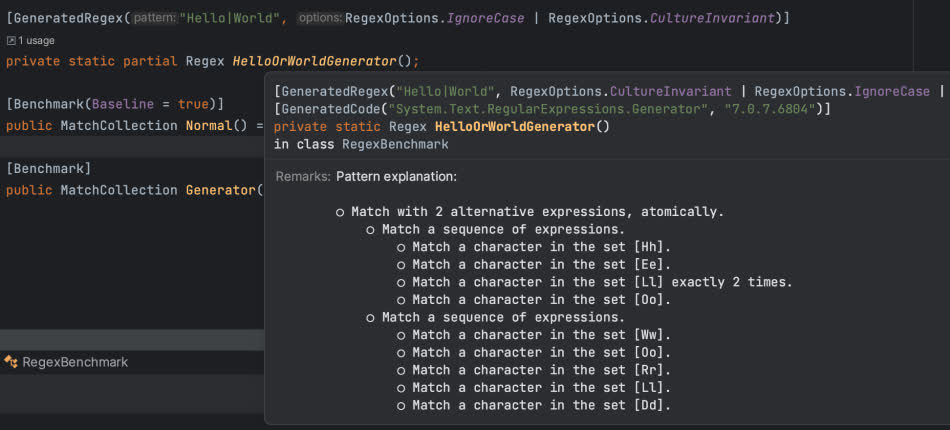 [GeneratedRegex(pattern:"Hello|World", options:RegexOptions.IgnoreCase | RegexOptions.CultureInvariant)]
1 usage
private static partial Regex HelloOrWorldGenerator();
[GeneratedRegex("Hello|World", RegexOptions.CultureInvariant | RegexOptions.IgnoreCase |
[Benchmark(Baseline = true)]
[GeneratedCode("System.Text.RegularExpressions.Generator", "7.0.7.6804")]
public MatchCollection Normal() =
private static Regex HelloOrWorldGenerator()
in class RegexBenchmark
[Benchmark]
Remarks: Pattern explanation:
public MatchCollection Generator(
○ Match with 2 alternative expressions, atomically.
○ Match a sequence of expressions.
○ Match a character in the set [Hh].
○ Match a character in the set [Ee].
○ Match a character in the set [Ll] exactly 2 times.
○ Match a character in the set [Oo].
○ Match a sequence of expressions.
○ Match a character in the set [Ww].
○ Match a character in the set [Oo].
○ Match a character in the set [Rr].
○ Match a character in the set [Ll].
○ Match a character in the set [Dd].
RegexBenchmark